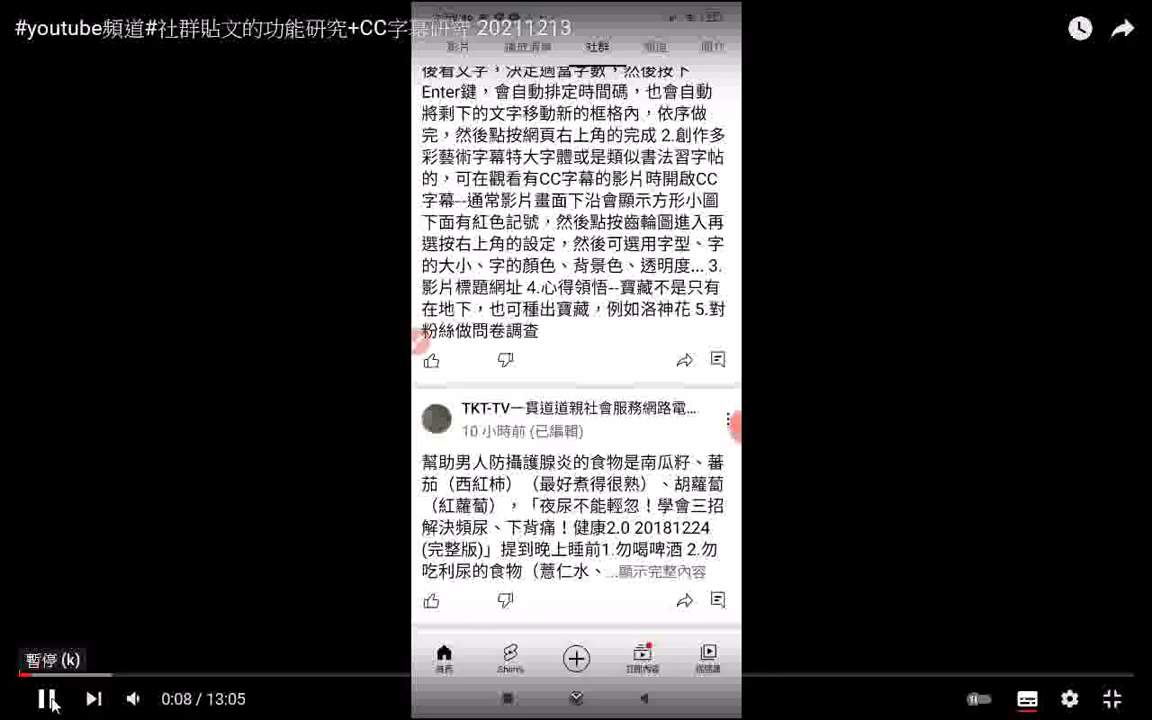 #youtube頻道#社群貼文的功能研究+CC字幕研究 20211213
影片 社群 頻道
後看文字，決定適當字數，然後按下
Enter鍵，會自動排定時間碼，也會自動
將剩下的文字移動新的框格內，依序做
完，然後點按網頁右上角的完成 2.創作多
彩藝術字幕特大字體或是類似書法習字帖
的，可在觀看有CC字幕的影片時開啟CC
字幕--通常影片畫面下沿會顯示方形小圖
下面有紅色記號，然後點按齒輪圖進入再
選按右上角的設定，然後可選用字型、字
的大小、字的顏色、背景色、透明度... 3.
影片標題網址 4.心得領悟--寶藏不是只有
在地下，也可種出寶藏，例如洛神花 5.對
粉絲做問卷調查
TKT-TV一貫道道親社會服務網路電...
10 小時前 (已編輯)
幫助男人防攝護腺炎的食物是南瓜籽、蕃
茄（西紅柿）（最好煮得很熟）、胡蘿蔔
（紅蘿蔔），「夜尿不能輕忽！學會三招
解決頻尿、下背痛！健康2.0 20181224
(完整版)」提到晚上睡前1.勿喝啤酒 2.勿
吃利尿的食物（薏仁水、...顯示完整內容
Shorts 訂閱內容
暫停 (k)
0:08 / 13:05